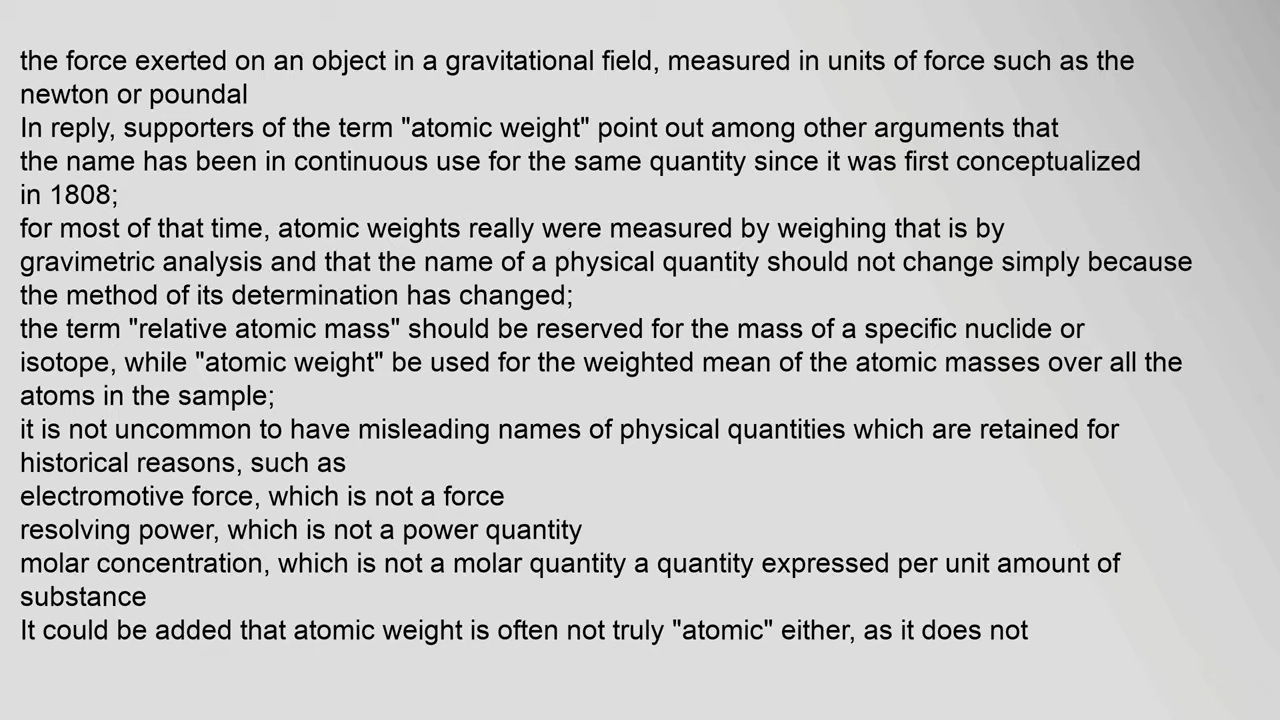 the force exerted on an object in a gravitational field, measured in units of force such as the
newton or poundal
In reply, supporters of the term "atomic weight" point out among other arguments that
the name has been in continuous use for the same quantity since it was first conceptualized
in 1808;
for most of that time, atomic weights really were measured by weighing that is by
gravimetric analysis and that the name of a physical quantity should not change simply because
the method of its determination has changed;
the term "relative atomic mass" should be reserved for the mass of a specific nuclide or
isotope, while "atomic weight" be used for the weighted mean of the atomic masses over all the
atoms in the sample;
it is not uncommon to have misleading names of physical quantities which are retained for
historical reasons, such as
electromotive force, which is not a force
resolving power, which is not a power quantity
molar concentration, which is not a molar quantity a quantity expressed per unit amount of
substance
It could be added that atomic weight is often not truly "atomic" either, as it does not